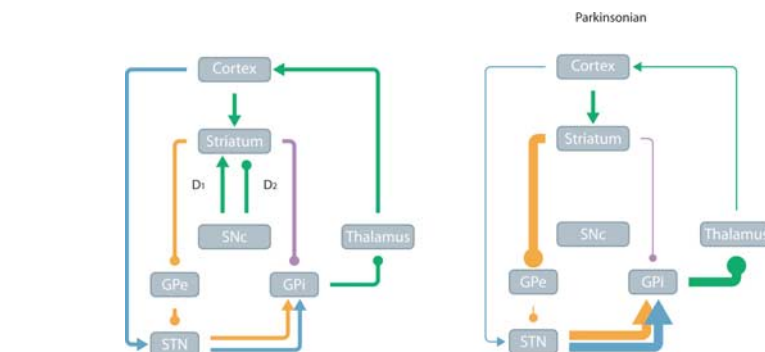 Parkinsonian
Cortex
Striatum
D1
D2
SNc
Thalamus
GPe
GPi
STN
Cortex
Striatum
SNc
Thalamus
GPe
GPi
STN